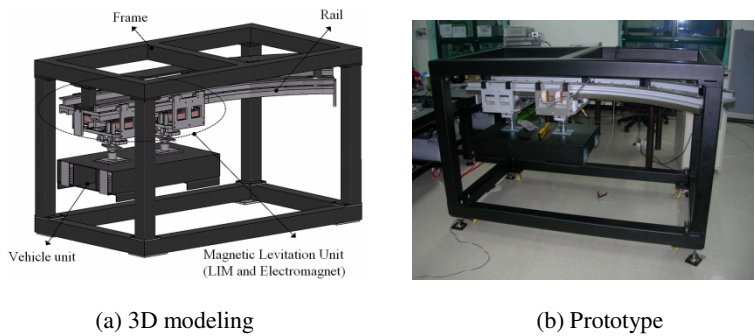 Frame
Rail
Vehicle unit
Magnetic Levitation Unit
(LIM and Electromagnet)
(a) 3D modeling
(b) Prototype